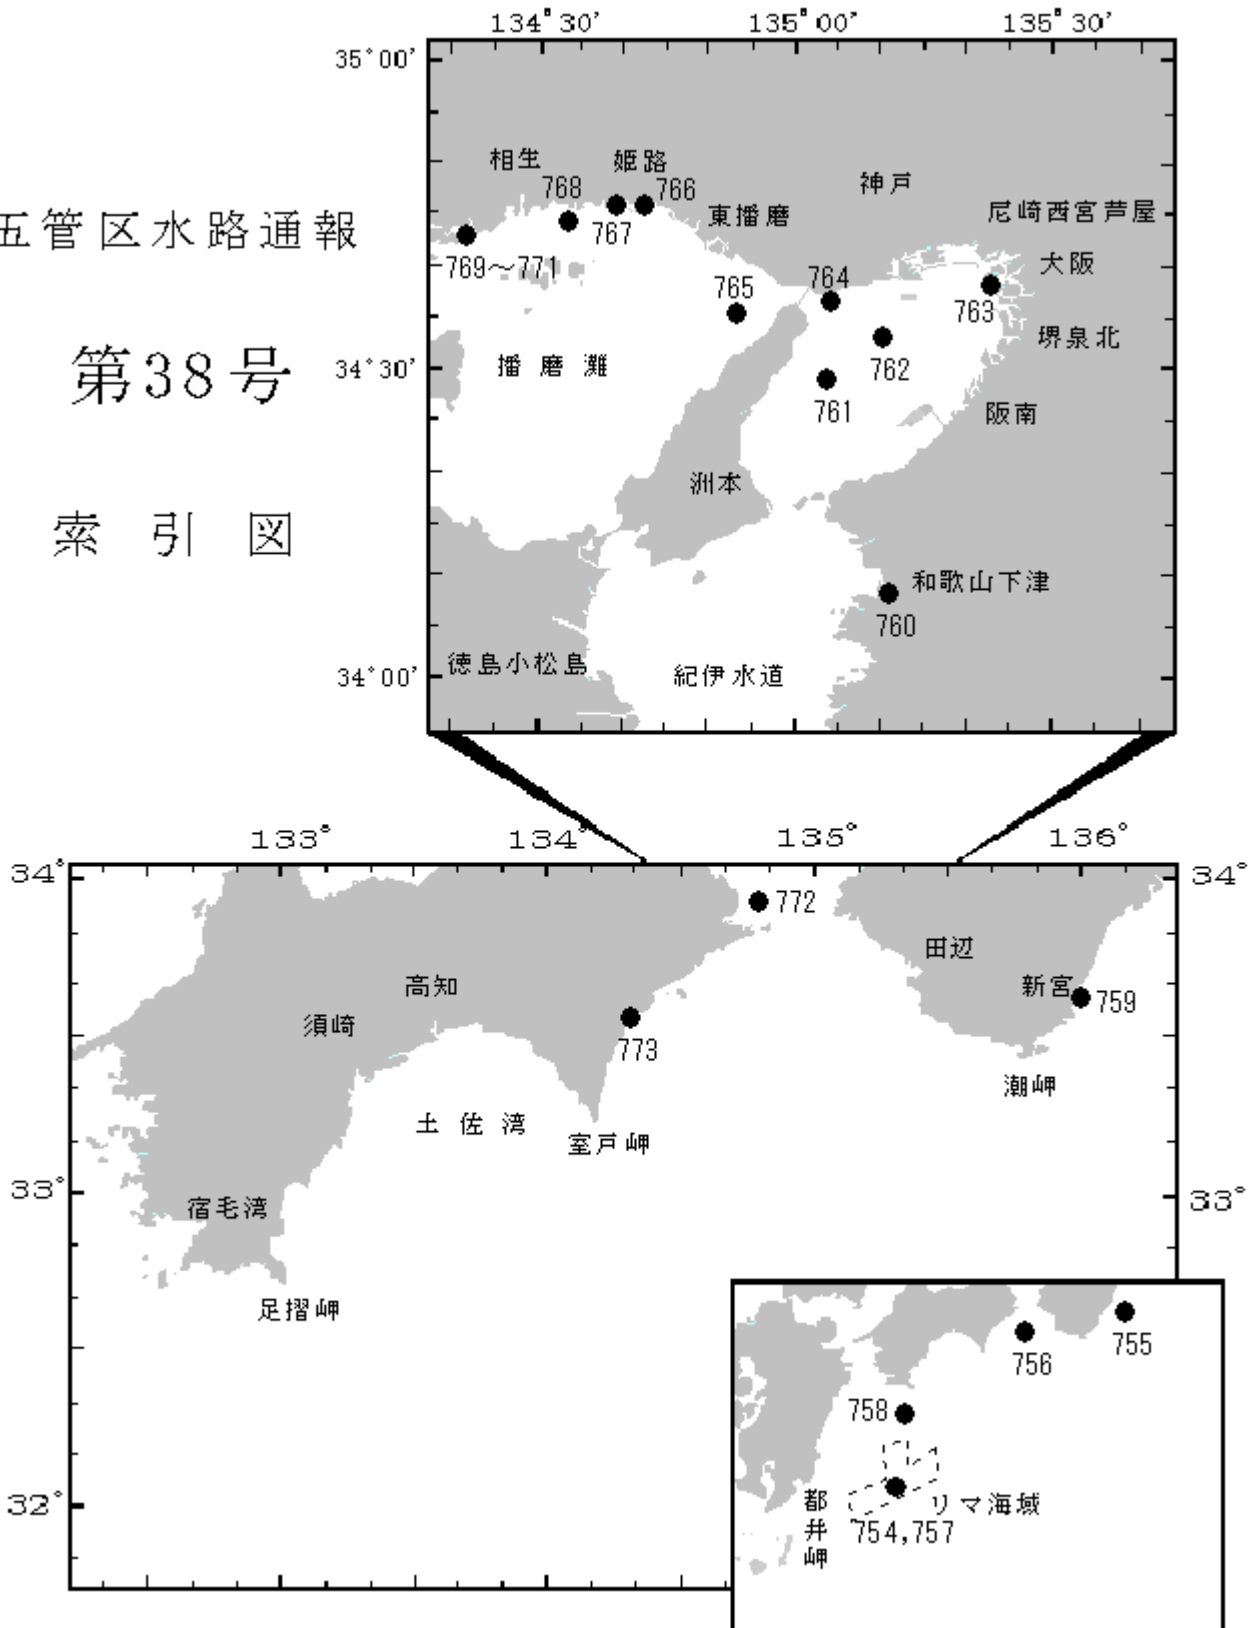 134°30' 135°00' 135°30'
35°00'
相生 姫路
768 766 神戸
五管区水路通報 767 東播磨 尼崎西宮芦屋
769～771 764 大阪
765 763
第38号 34°30' 播磨灘 762 堺泉北
761 阪南
洲本
索引図
和歌山下津
760
34°00' 徳島小松島 紀伊水道
133° 134° 135° 136°
34° 772 34°
田辺
高知 新宮 759
須崎
773
潮岬
土佐湾 室戸岬
33° 33°
宿毛湾
足摺岬
755
756
758
32° 都井岬 リマ海域
754,757